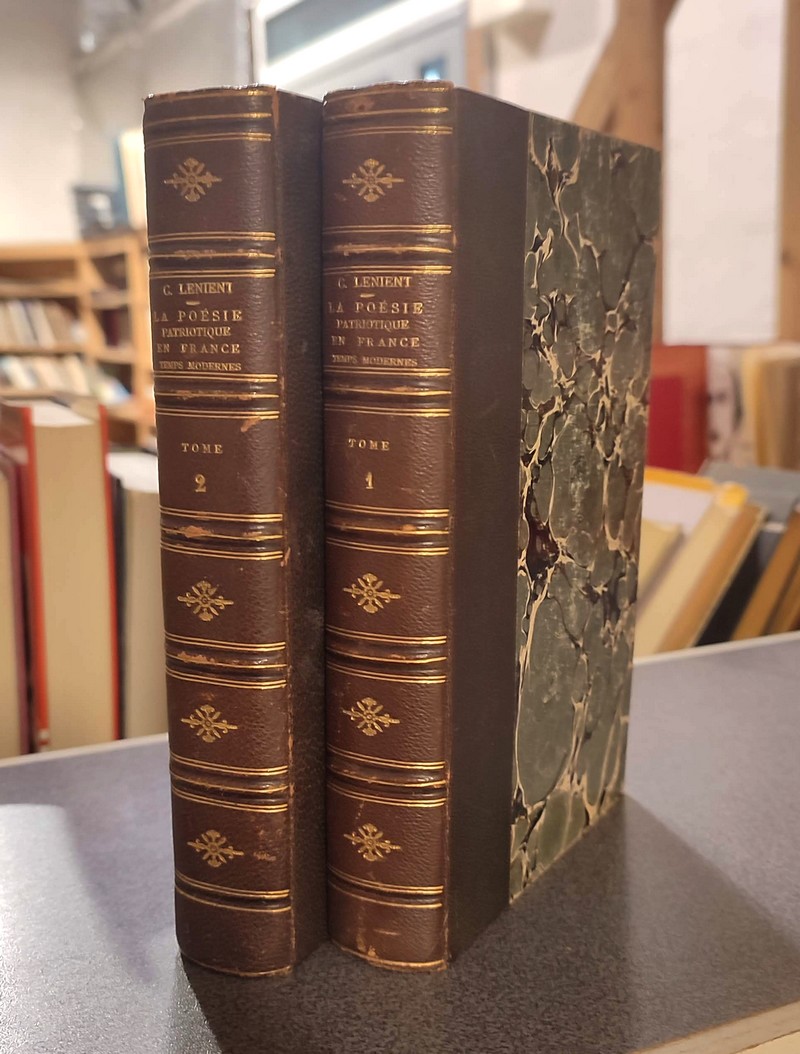 C. LENIENT
LA POÉSIE
PATRIOTIQUE
EN FRANCE
TEMPS MODERNES
TOME
2
C. LENIENT
LA POÉSIE
PATRIOTIQUE
EN FRANCE
TEMPS MODERNES
TOME
1